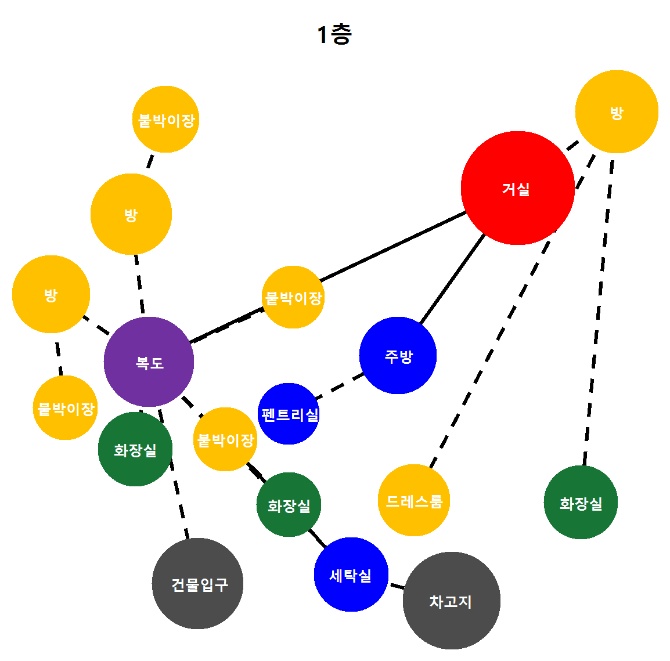 1층
방
붙박이장
거실
방
방
붙박이장
주방
복도
붙박이장
펜트리실
붙박이장
화장실
드레스룸
화장실
화장실
세탁실
건물입구
차고지